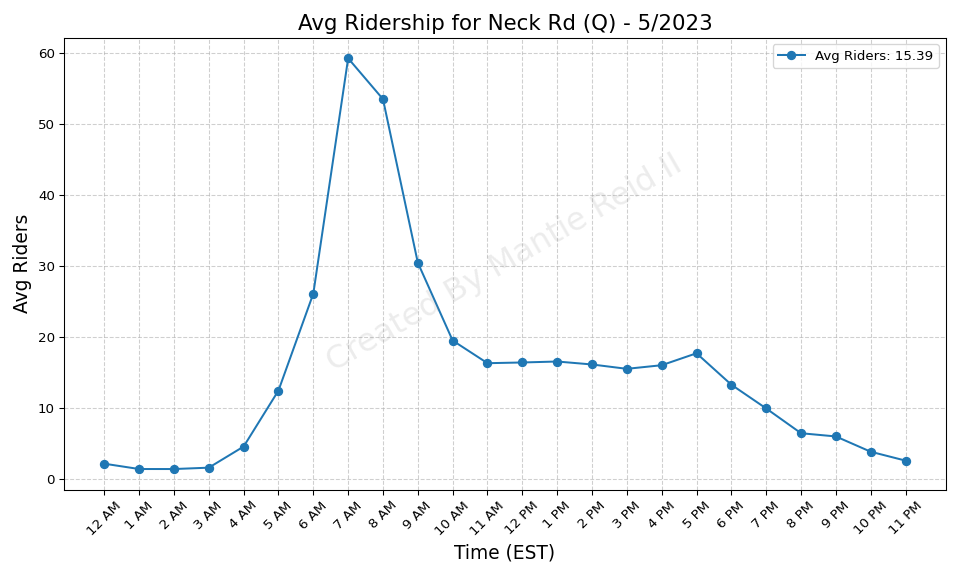 Avg Ridership for Neck Rd (Q) - 5/2023
Avg Riders: 15.39
Avg Riders
60
50
40
30
20
10
0
Created By Mantle Reid II
12 AM
1 AM
2 AM
3 AM
4 AM
5 AM
6 AM
7 AM
8 AM
9 AM
10 AM
11 AM
12 PM
1 PM
2 PM
3 PM
4 PM
5 PM
6 PM
7 PM
8 PM
9 PM
10 PM
11 PM
Time (EST)